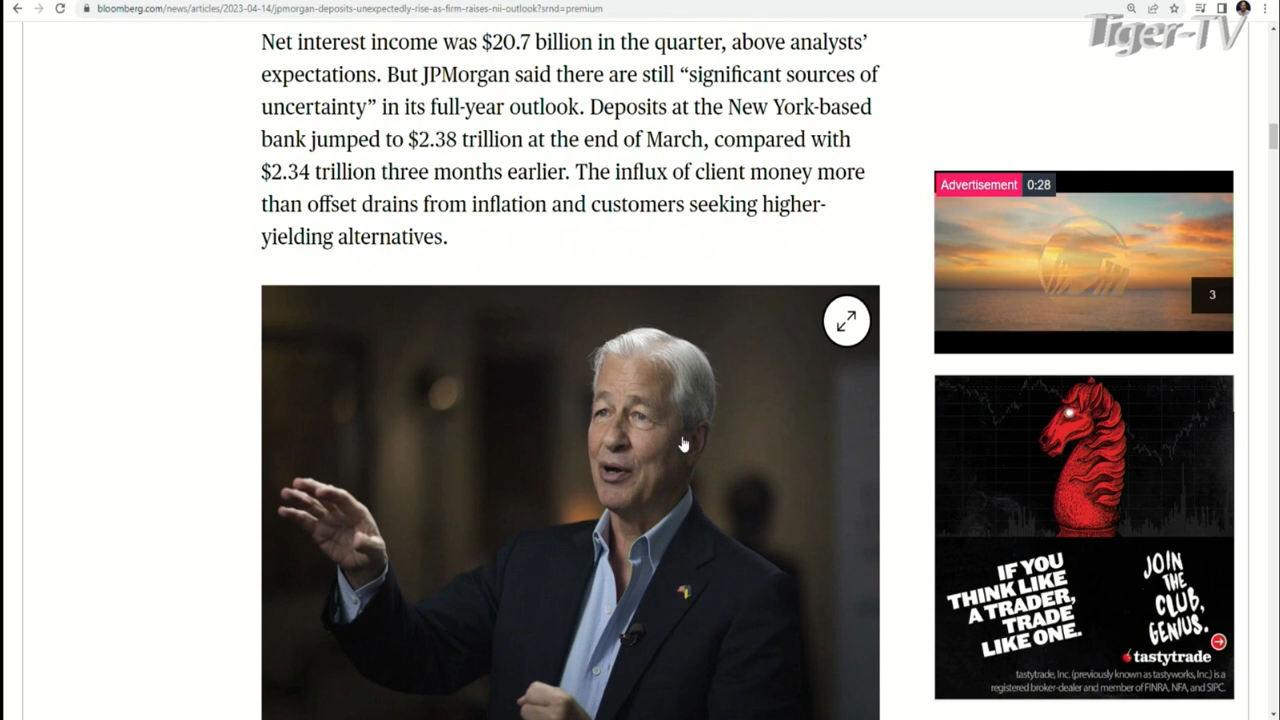 bloomberg.com/news/articles/2023-04-14/jpmorgan-deposits-unexpectedly-rise-as-firm-raises-nii-outlook?srnd=premium
Tiger-TV
Net interest income was $20.7 billion in the quarter, above analysts’
expectations. But JPMorgan said there are still “significant sources of
uncertainty” in its full-year outlook. Deposits at the New York-based
bank jumped to $2.38 trillion at the end of March, compared with
$2.34 trillion three months earlier. The influx of client money more
than offset drains from inflation and customers seeking higher-
yielding alternatives.
Advertisement 0:28
3
IF YOU
THINK LIKE
A TRADER,
TRADE
LIKE ONE.
JOIN
THE
CLUB,
GENIUS.
tastytrade
tastytrade, Inc. (previously known as tastyworks, Inc.) is a
registered broker-dealer and member of FINRA, NFA, and SIPC.